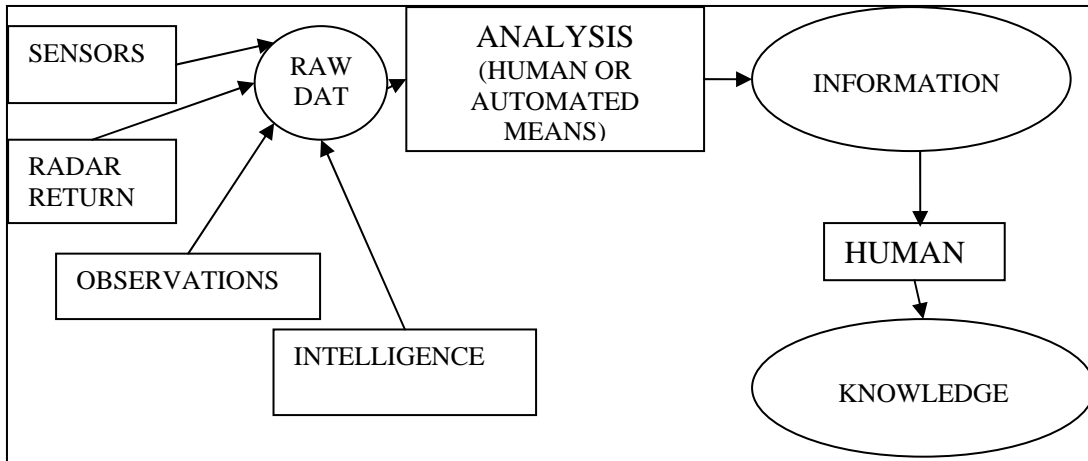 SENSORS
RADAR
RETURN
OBSERVATIONS
INTELLIGENCE
RAW
DAT
ANALYSIS
(HUMAN OR
AUTOMATED
MEANS)
INFORMATION
HUMAN
KNOWLEDGE